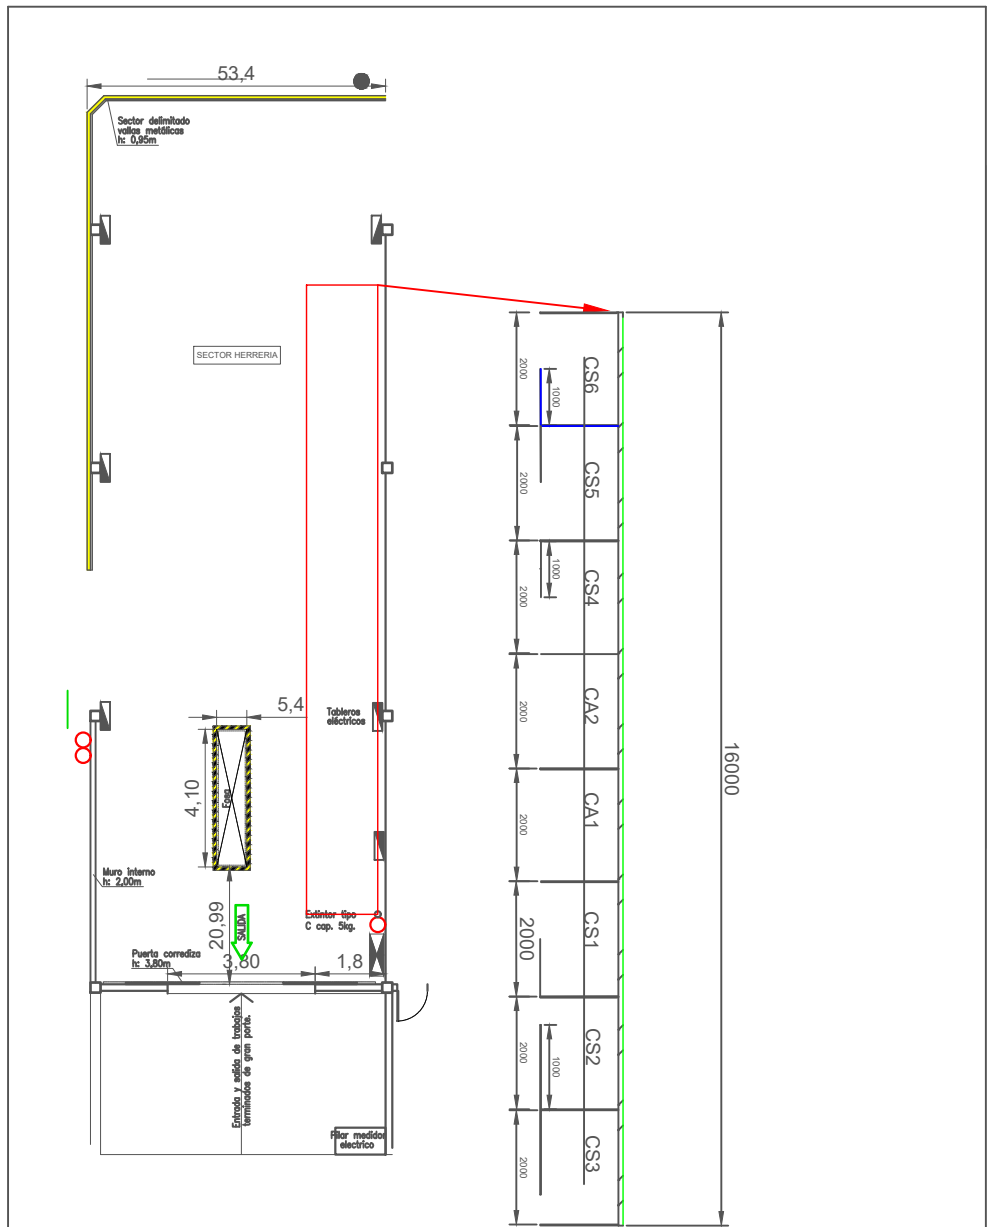 53,4
Sector delimitado
vallas metálicas
h: 0,95m
SECTOR HERRERIA
5,4
Tableros
eléctricos
4,10
Fosa
Muro interno
h: 2,00m
20,99
SALIDA
Extintor tipo
C cap. 5kg.
Puerta corrediza
h: 3,80m
3,80
1,8
Entrada y salida de trabajos
terminados de gran porte.
Pilar medidor
electrico
2000
1000
CS6
2000
CS5
2000
1000
CS4
2000
CA2
2000
CA1
2000
CS1
2000
1000
CS2
2000
CS3
16000